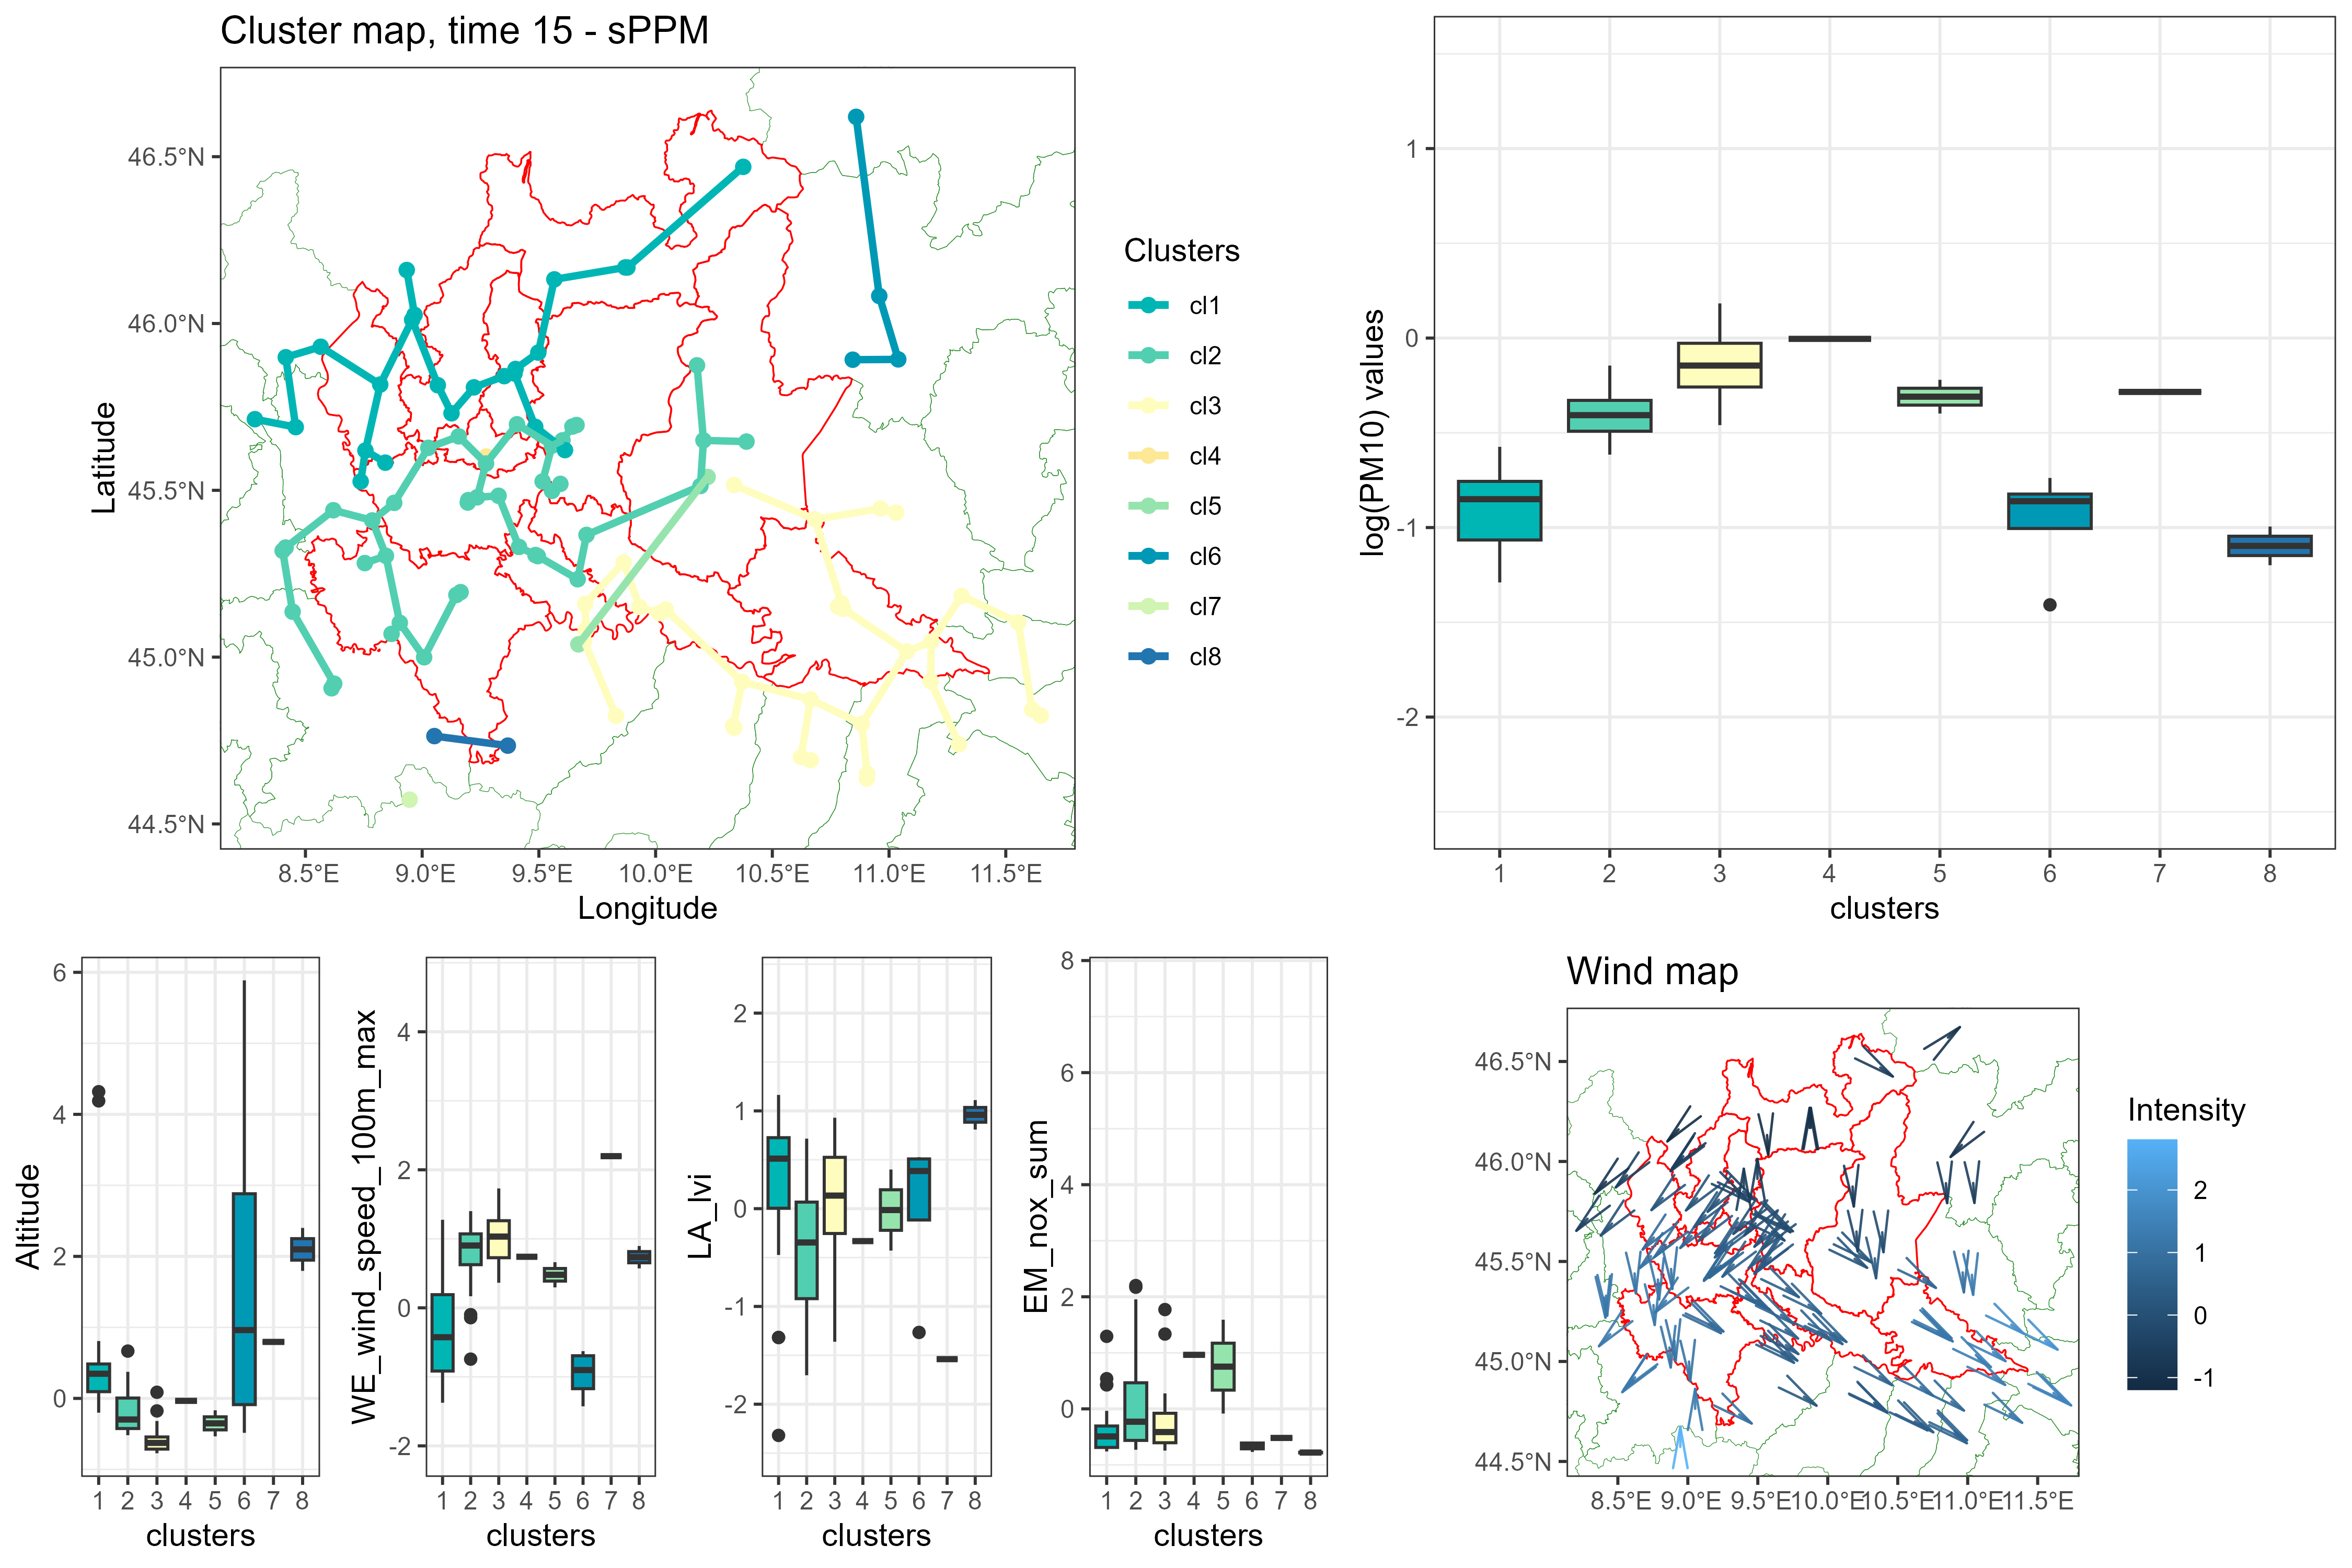 Cluster map, time 15 - sPPM
46.5°N
46.0°N
45.5°N
45.0°N
44.5°N
Latitude
8.5°E 9.0°E 9.5°E 10.0°E 10.5°E 11.0°E 11.5°E
Longitude
Clusters
cl1
cl2
cl3
cl4
cl5
cl6
cl7
cl8
log(PM10) values
1
0
-1
-2
1 2 3 4 5 6 7 8
clusters
Altitude
6
4
2
0
1 2 3 4 5 6 7 8
clusters
WE_wind_speed_100m_max
4
2
0
-2
1 2 3 4 5 6 7 8
clusters
LA_lvi
2
1
0
-1
-2
1 2 3 4 5 6 7 8
clusters
EM_nox_sum
8
6
4
2
0
1 2 3 4 5 6 7 8
clusters
Wind map
46.5°N
46.0°N
45.5°N
45.0°N
44.5°N
8.5°E 9.0°E 9.5°E 10.0°E 10.5°E 11.0°E 11.5°E
Intensity
2
1
0
-1